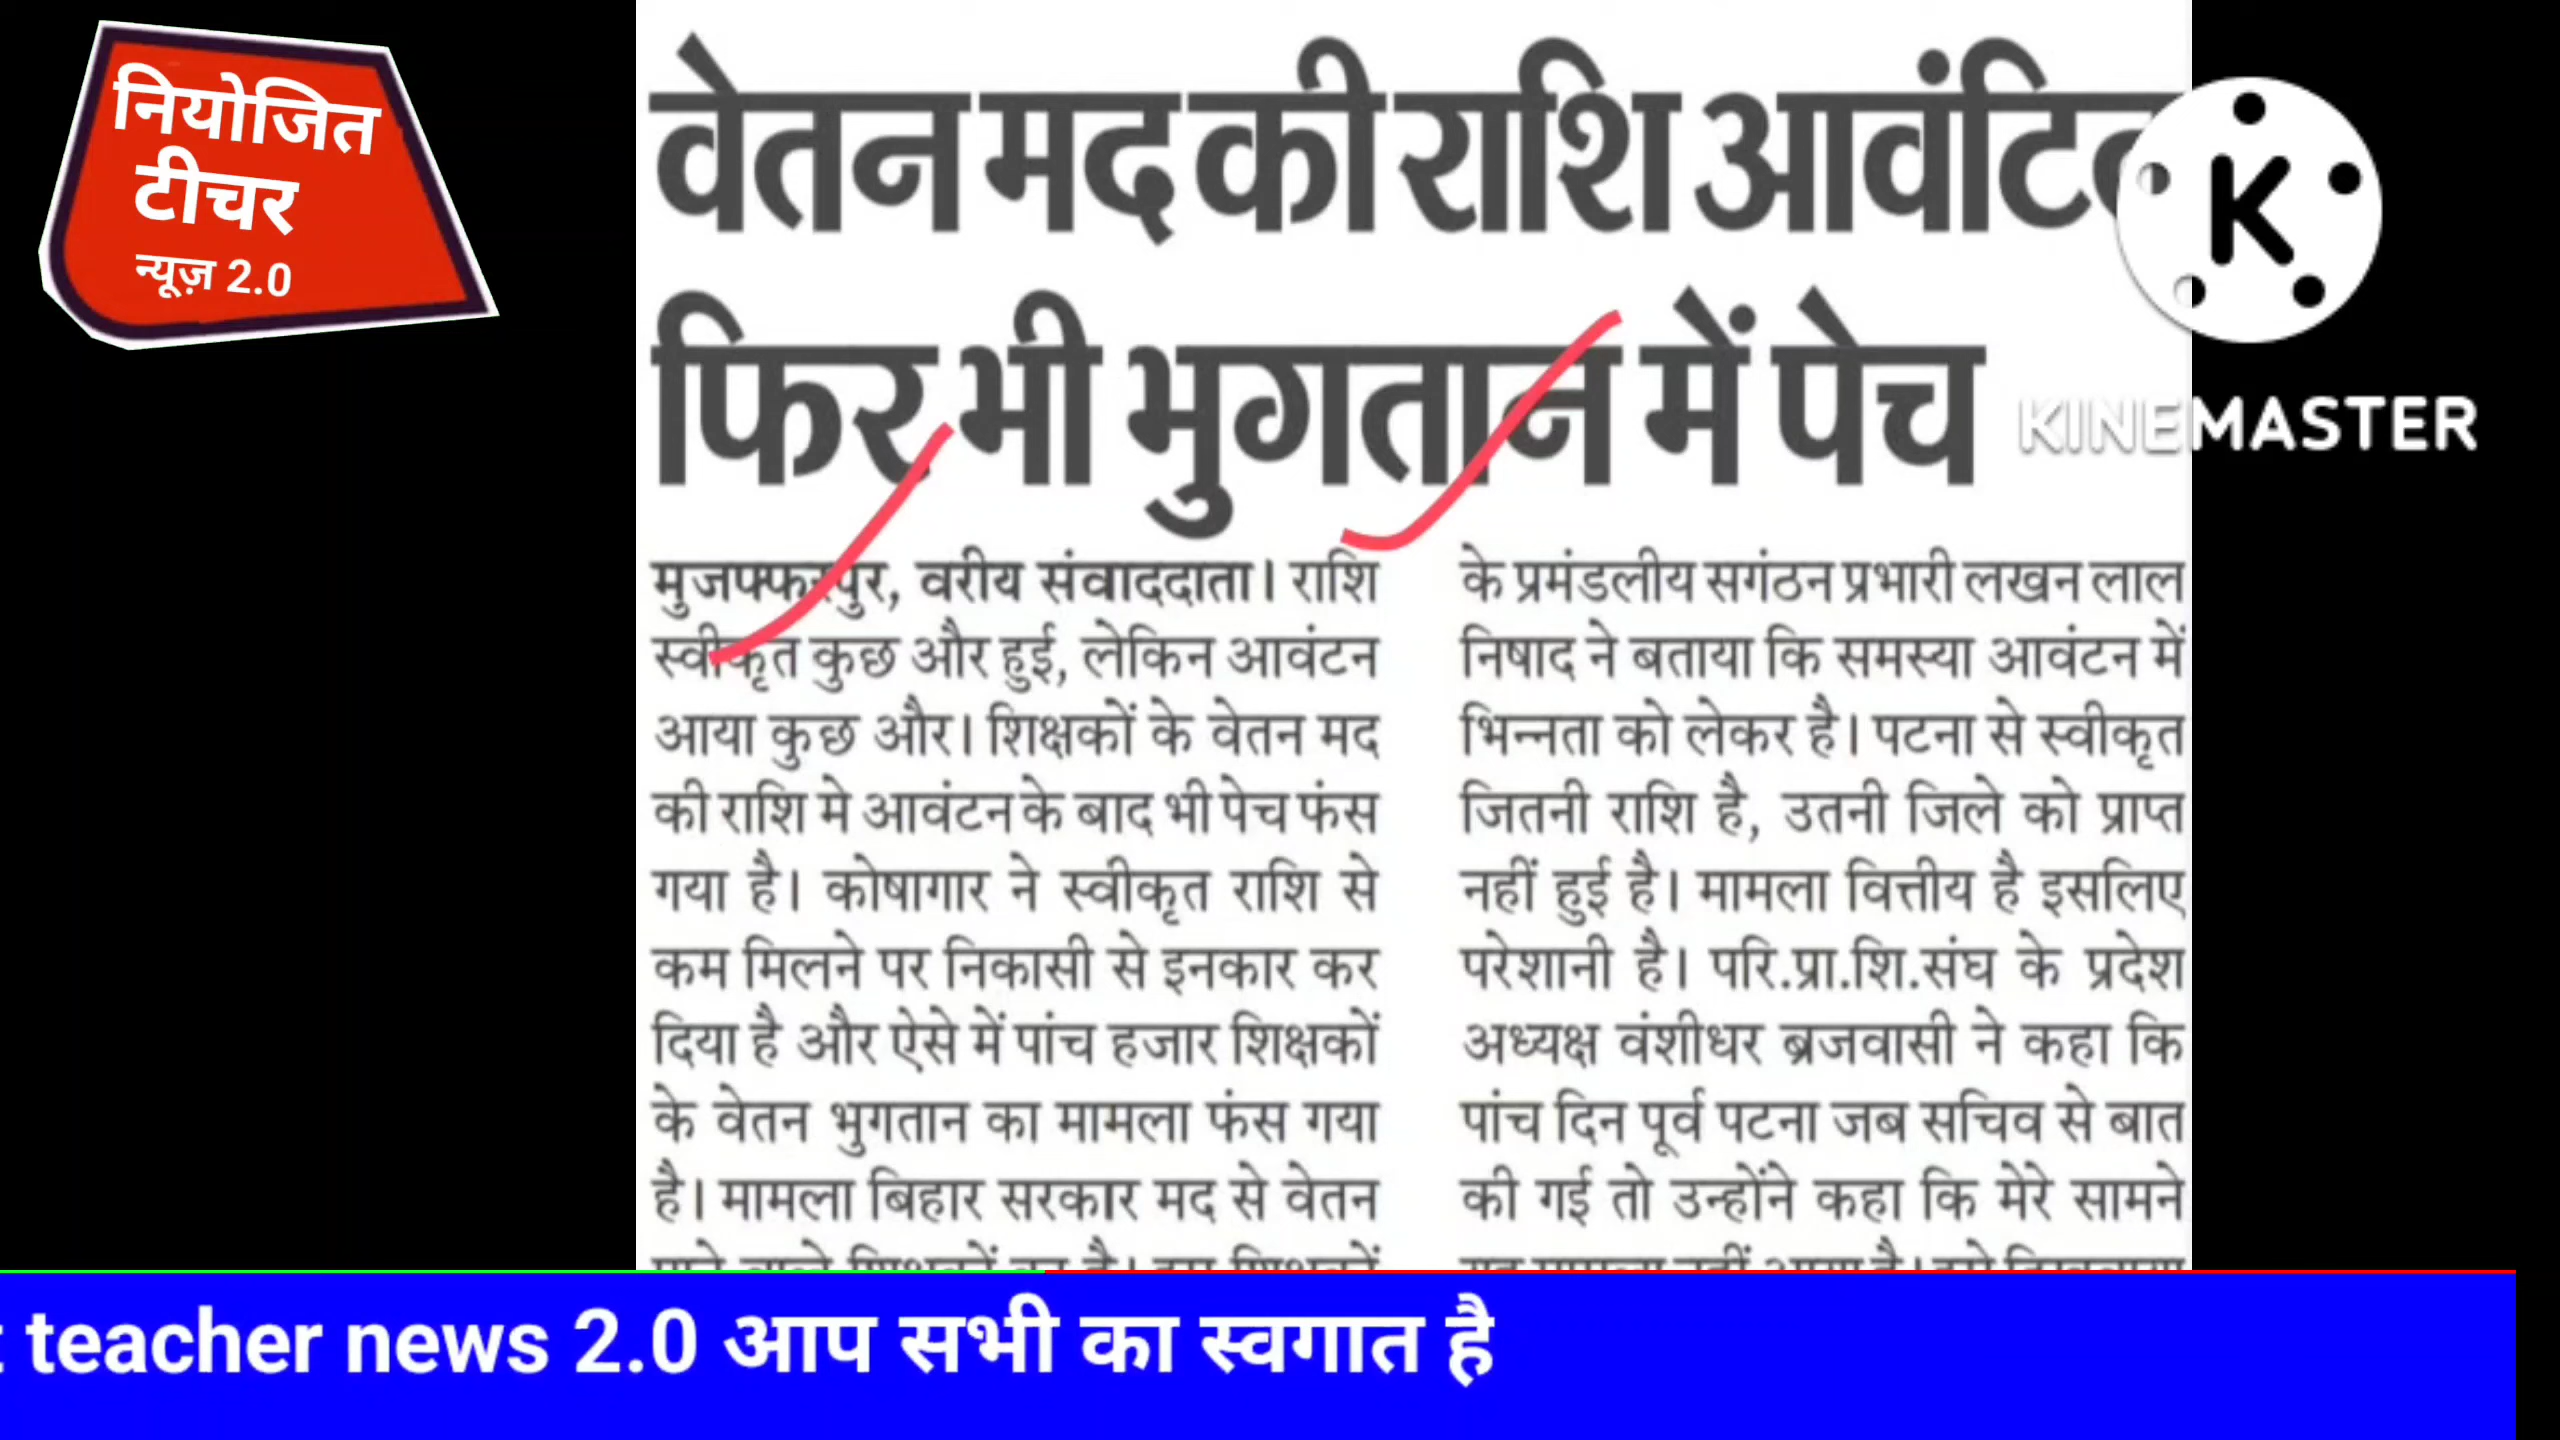 नियोजित
टीचर
न्यूज़ 2.0
वेतन मद की राशि आवंटित
फिर भी भुगतान में पेच
KINEMASTER
मुजफ्फरपुर, वरीय संवाददाता। राशि
स्वीकृत कुछ और हुई, लेकिन आवंटन
आया कुछ और। शिक्षकों के वेतन मद
की राशि मे आवंटन के बाद भी पेच फंस
गया है। कोषागार ने स्वीकृत राशि से
कम मिलने पर निकासी से इनकार कर
दिया है और ऐसे में पांच हजार शिक्षकों
के वेतन भुगतान का मामला फंस गया
है। मामला बिहार सरकार मद से वेतन
के प्रमंडलीय सगंठन प्रभारी लखन लाल
निषाद ने बताया कि समस्या आवंटन में
भिन्नता को लेकर है। पटना से स्वीकृत
जितनी राशि है, उतनी जिले को प्राप्त
नहीं हुई है। मामला वित्तीय है इसलिए
परेशानी है। परि.प्रा.शि.संघ के प्रदेश
अध्यक्ष वंशीधर ब्रजवासी ने कहा कि
पांच दिन पूर्व पटना जब सचिव से बात
की गई तो उन्होंने कहा कि मेरे सामने
teacher news 2.0 आप सभी का स्वगात है